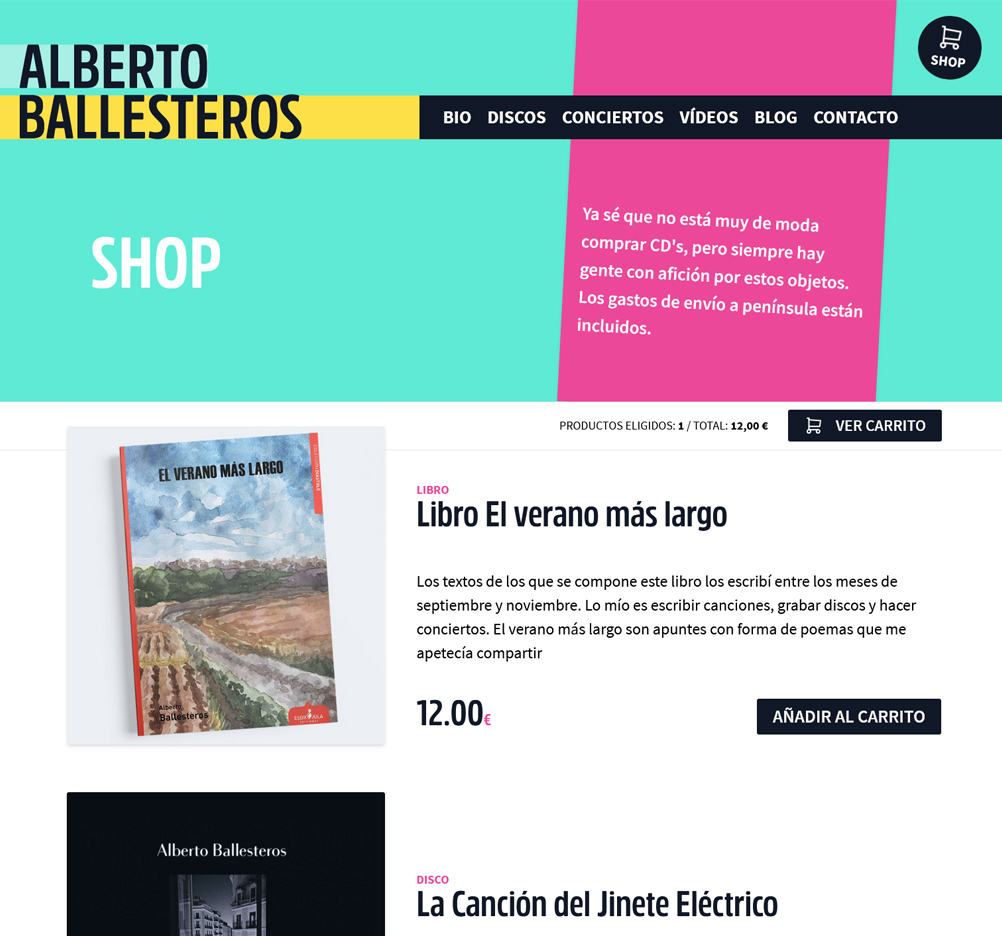 ALBERTO
BALLESTEROS
SHOP
BIO DISCOS CONCIERTOS VÍDEOS BLOG CONTACTO
SHOP
Ya sé que no está muy de moda
comprar CD's, pero siempre hay
gente con afición por estos objetos.
Los gastos de envío a península están
incluidos.
PRODUCTOS ELIGIDOS: 1 / TOTAL: 12,00 €
VER CARRITO
EL VERANO MÁS LARGO
Alberto
Ballesteros
LIBRO
Libro El verano más largo
Los textos de los que se compone este libro los escribí entre los meses de
septiembre y noviembre. Lo mío es escribir canciones, grabar discos y hacer
conciertos. El verano más largo son apuntes con forma de poemas que me
apetecía compartir
12.00€
AÑADIR AL CARRITO
Alberto Ballesteros
DISCO
La Canción del Jinete Eléctrico